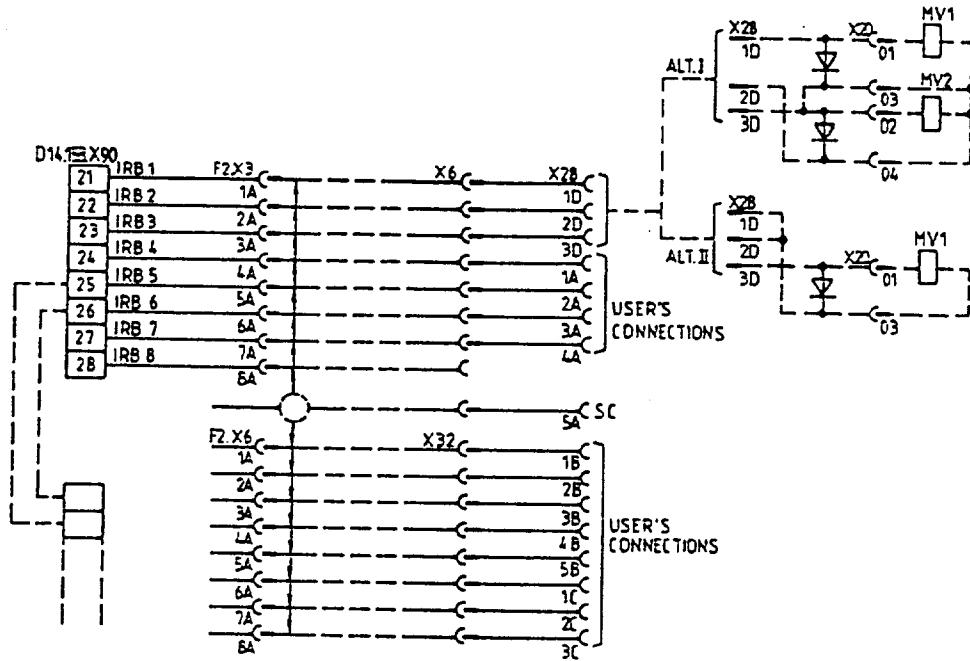 X28
1D
X20
01
MV1
ALT.I
2D
3D
03
MV2
02
04
D14. X90
21
IRB 1
F2.X3
1A
X6
X28
1D
22
IRB 2
2A
2D
23
IRB 3
3A
3D
24
IRB 4
4A
1A
25
IRB 5
5A
2A
26
IRB 6
6A
3A
27
IRB 7
7A
4A
28
IRB 8
8A
USER'S
CONNECTIONS
ALT.II
X28
1D
2D
3D
01
MV1
03
5A
SC
F2.X6
1A
X32
1B
2A
2B
3A
3B
4A
4B
5A
5B
6A
1C
7A
2C
8A
3C
USER'S
CONNECTIONS